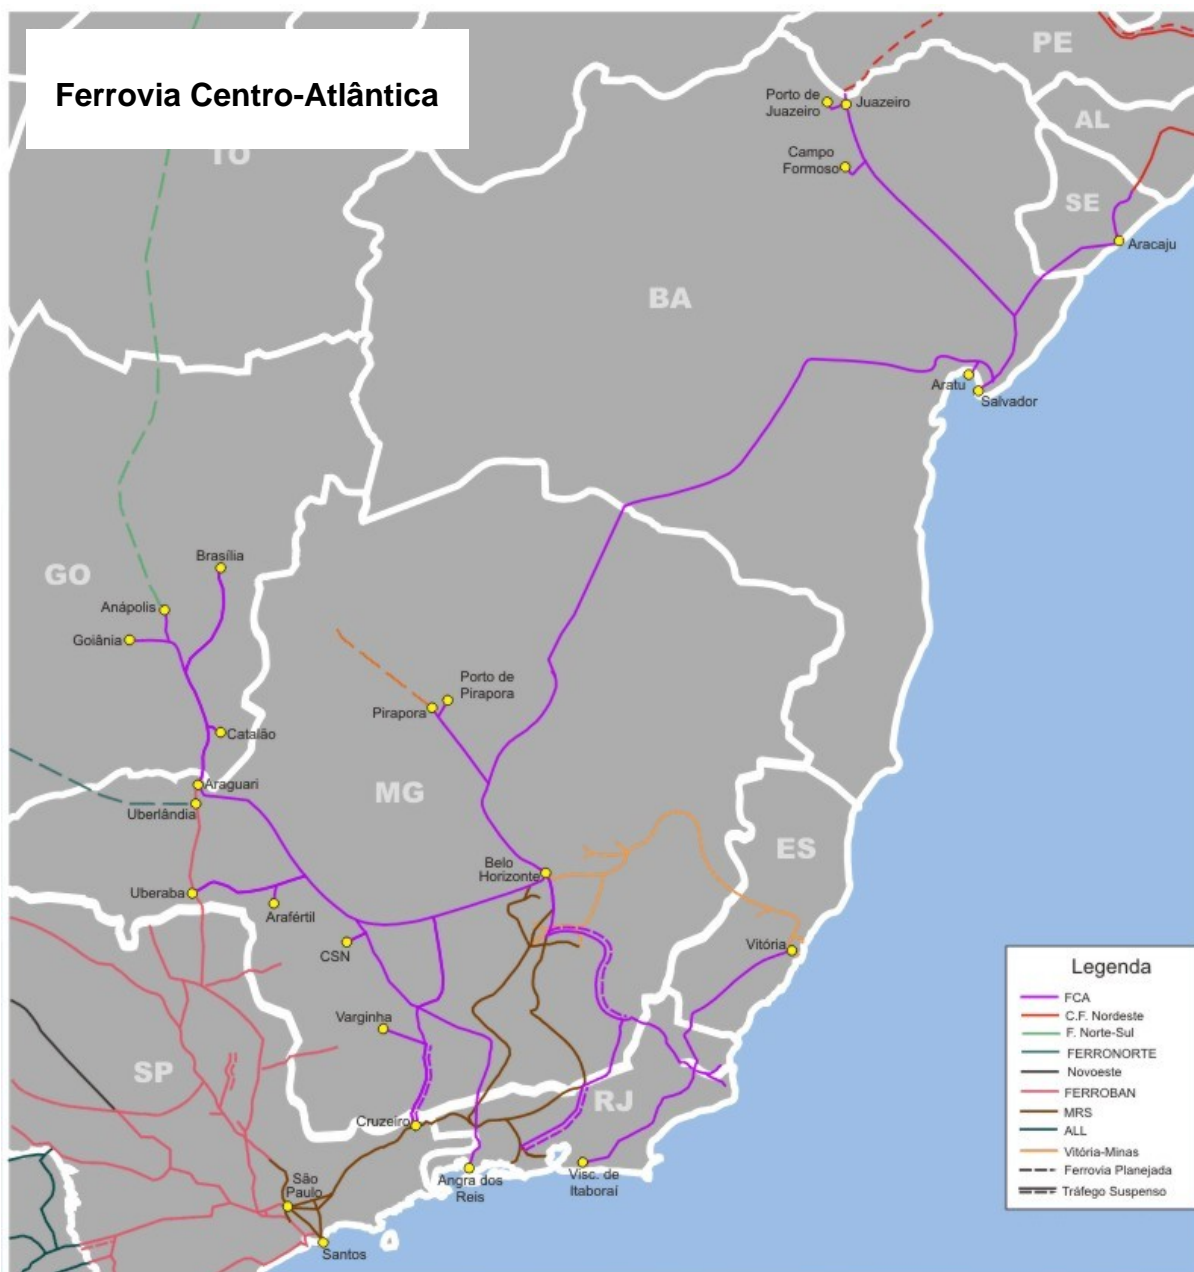 Ferrovia Centro-Atlântica
PE
Porto de
Juazeiro
Juazeiro
AL
TO
Campo
Formoso
SE
Aracaju
BA
Aratu
Salvador
Brasília
GO
Anápolis
Goiânia
Porto de
Pirapora
Pirapora
Catalão
Araguari
MG
Uberlândia
ES
Belo
Horizonte
Uberaba
Arafértil
CSN
Vitória
Legenda
FCA
C.F. Nordeste
F. Norte-Sul
FERRONORTE
Novoeste
FERROBAN
MRS
ALL
Vitória-Minas
Ferrovia Planejada
Tráfego Suspenso
Varginha
SP
RJ
Cruzeiro
São
Paulo
Angra dos
Reis
Visc. de
Itaboraí
Santos